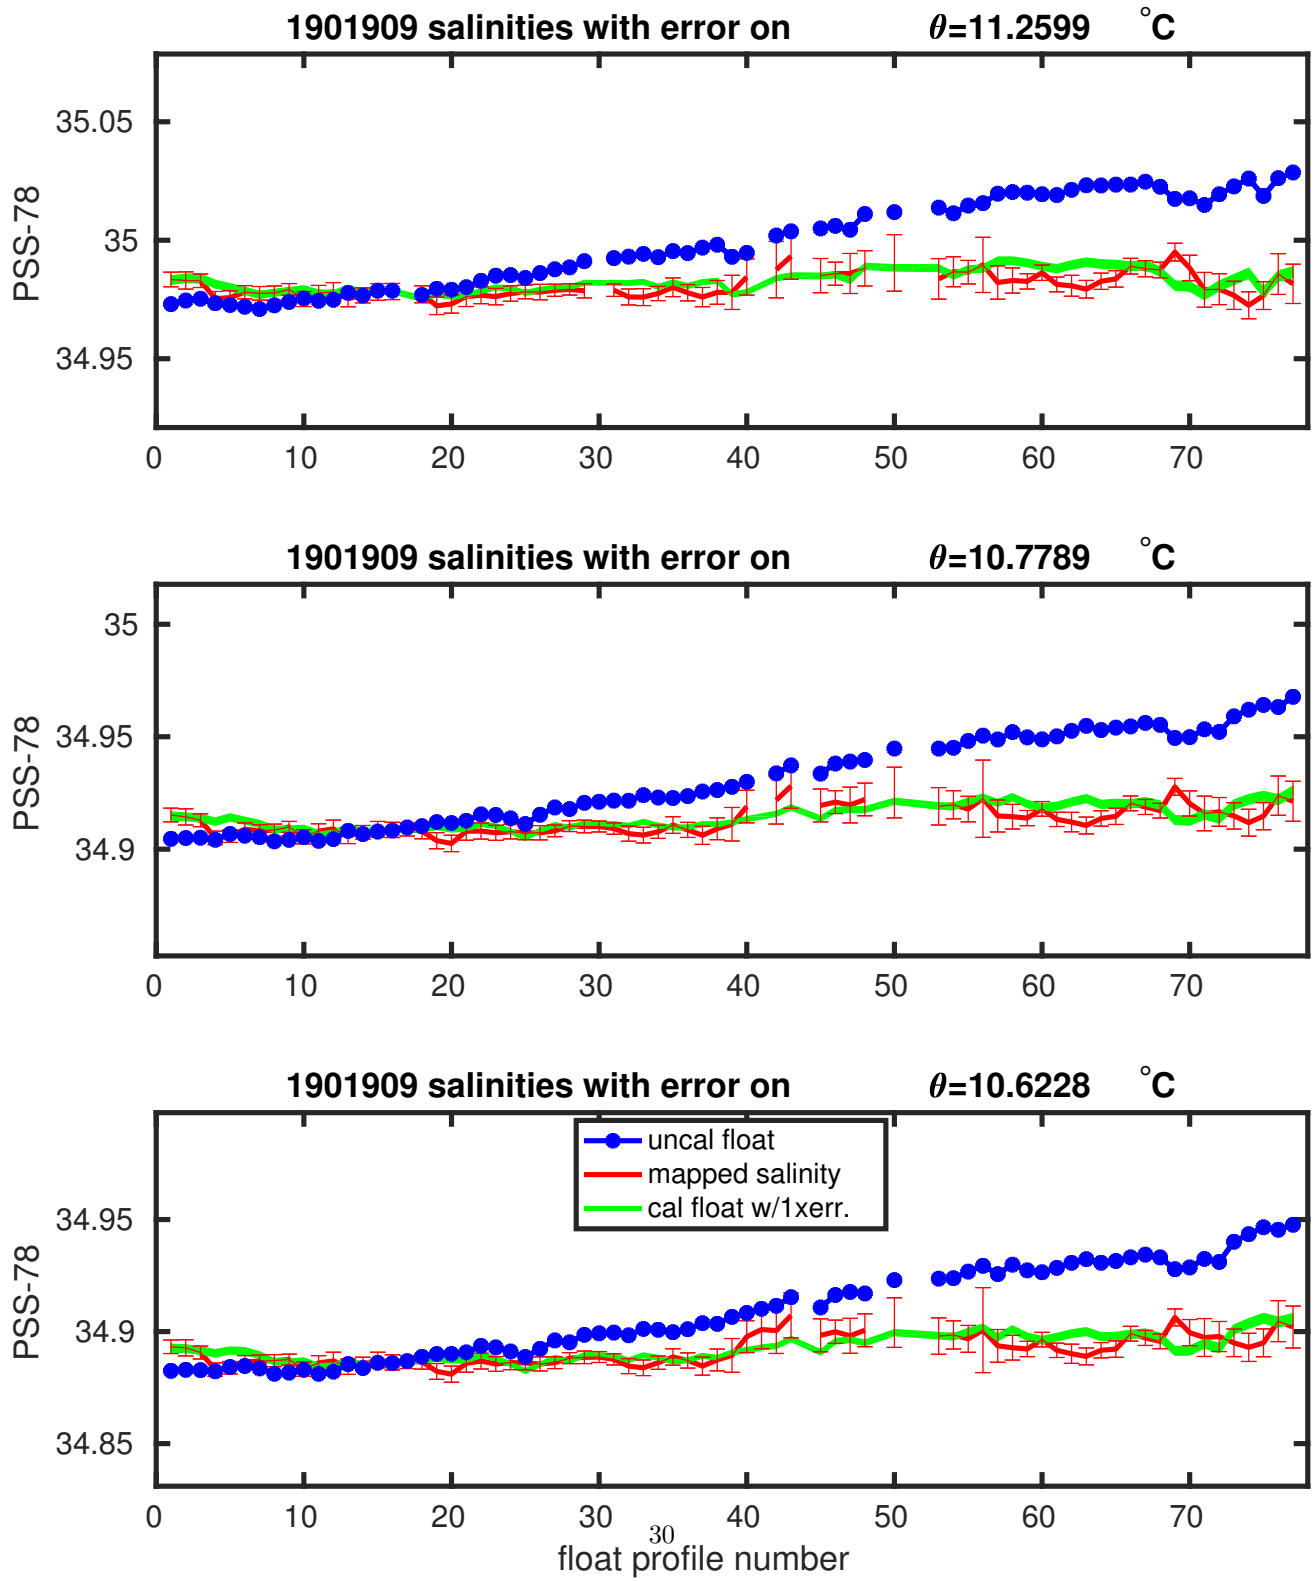 1901909 salinities with error on θ=11.2599 °C
PSS-78
35.05
35
34.95
0 10 20 30 40 50 60 70
1901909 salinities with error on θ=10.7789 °C
PSS-78
35
34.95
34.9
0 10 20 30 40 50 60 70
1901909 salinities with error on θ=10.6228 °C
PSS-78
uncal float
mapped salinity
cal float w/1xerr.
34.95
34.9
34.85
0 10 20 30 40 50 60 70
30
float profile number